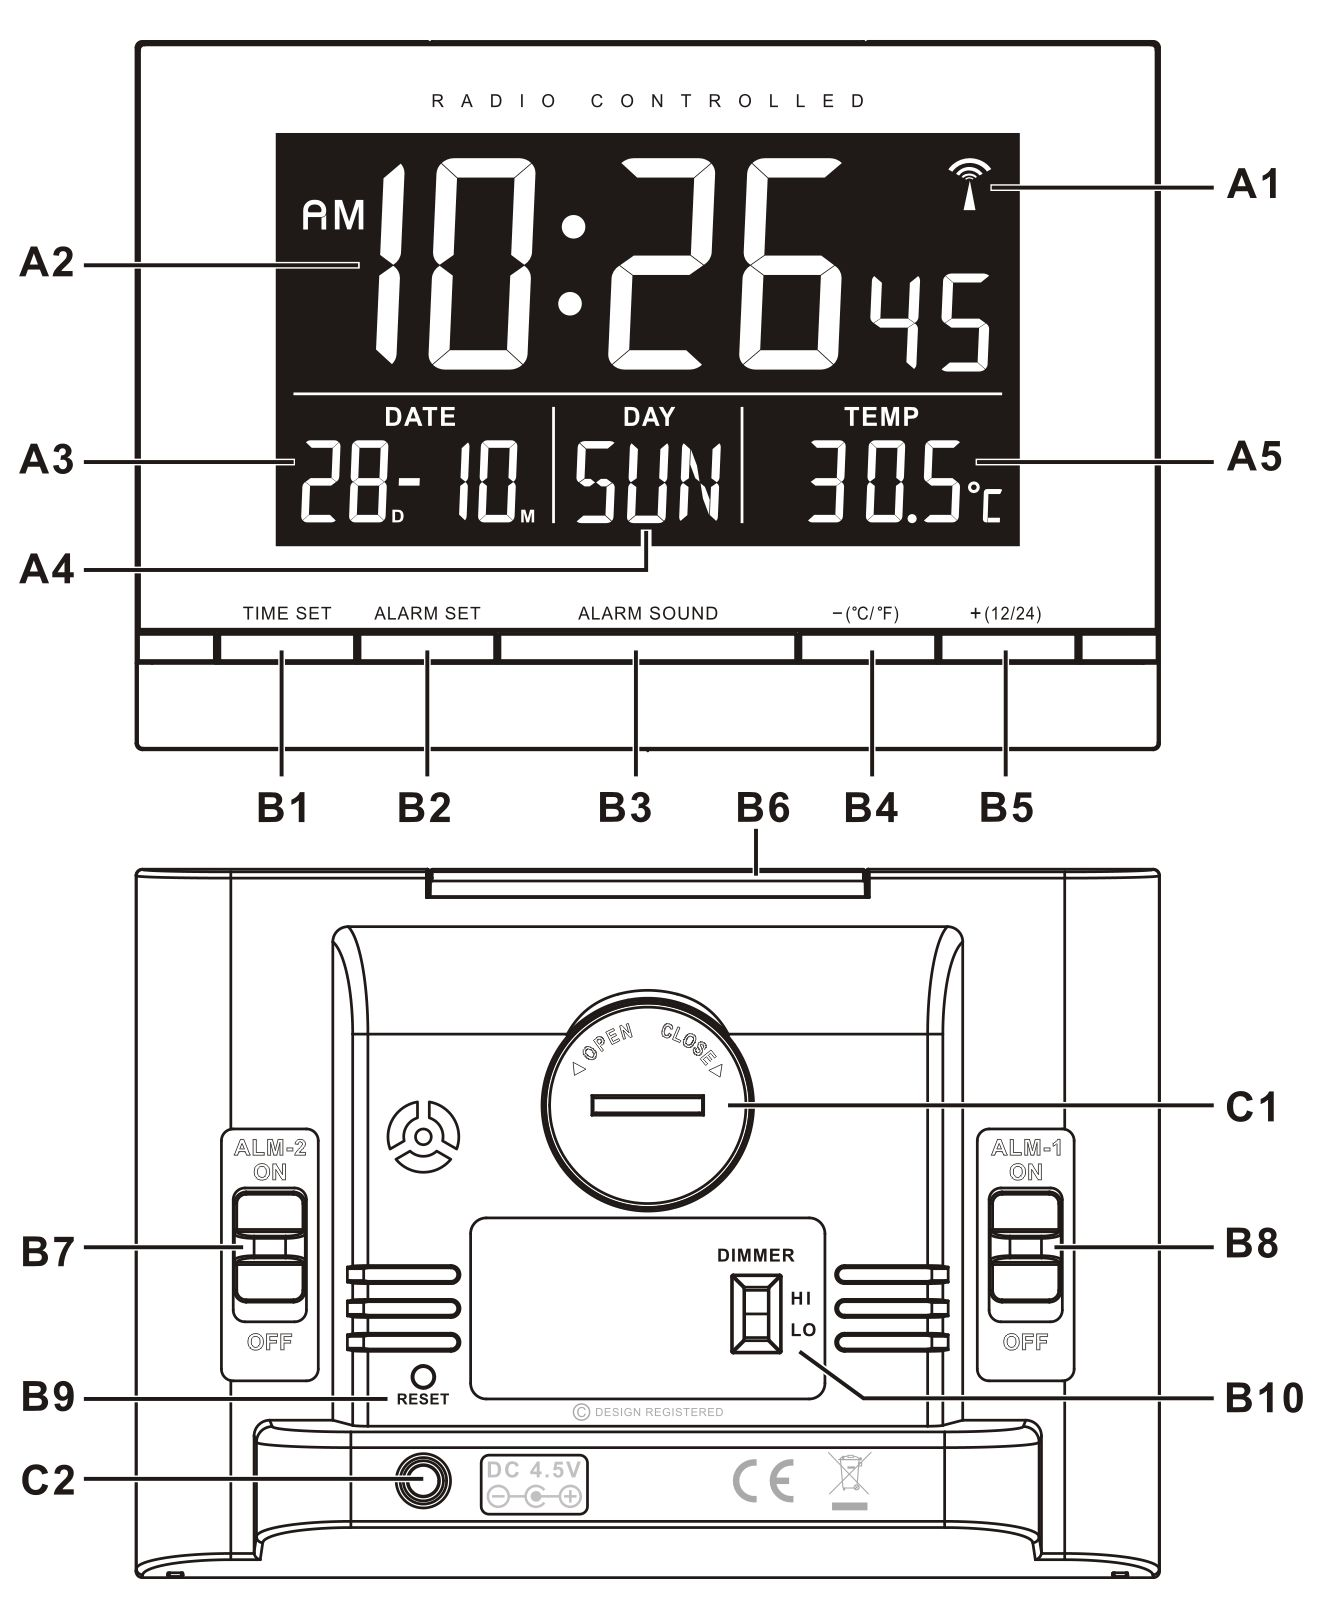 RADIO CONTROLLED
A1
AM 10:26 45
A2
DATE DAY TEMP
A3 28D- 10M SUN 30.5°C A5
A4
TIME SET ALARM SET ALARM SOUND -(°C/°F) +(12/24)
B1 B2 B3 B6 B4 B5
OPEN CLOSE
C1
ALM-2 ALM-1
ON ON
B7 B8
DIMMER
HI
LO
OFF OFF
B9 RESET B10
© DESIGN REGISTERED
C2 DC 4.5V CE